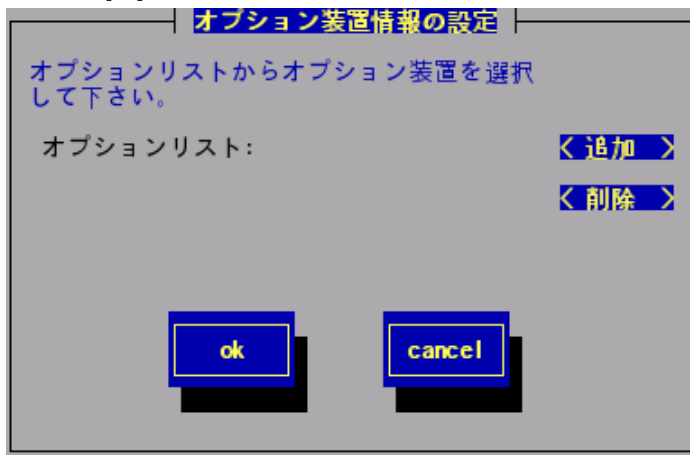 オプション装置情報の設定
オプションリストからオプション装置を選択
して下さい。
オプションリスト: <追加 >
<削除 >
ok cancel